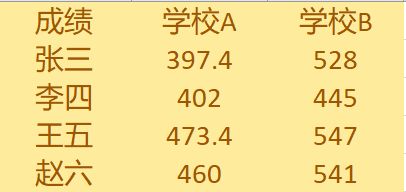 成绩 学校A 学校B
张三 397.4 528
李四 402 445
王五 473.4 547
赵六 460 541